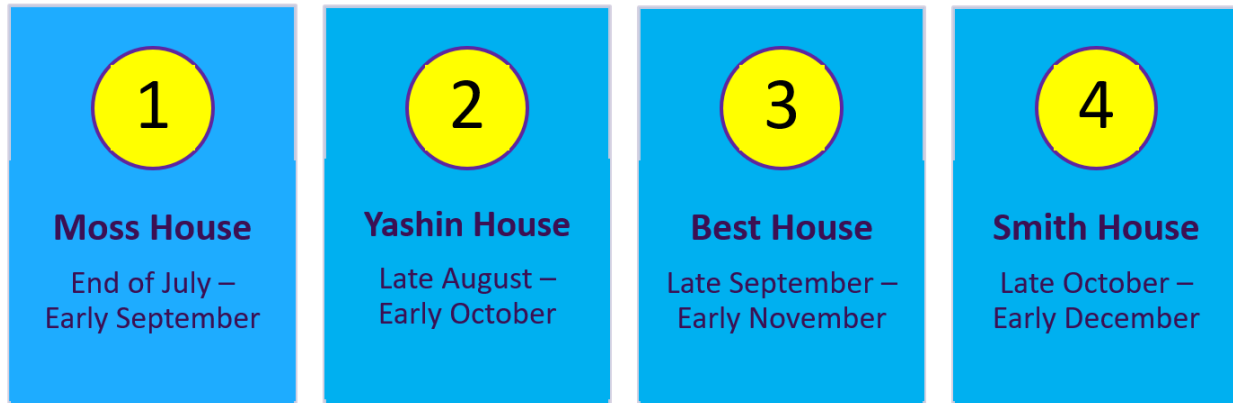 1
Moss House
End of July –
Early September
2
Yashin House
Late August –
Early October
3
Best House
Late September –
Early November
4
Smith House
Late October –
Early December